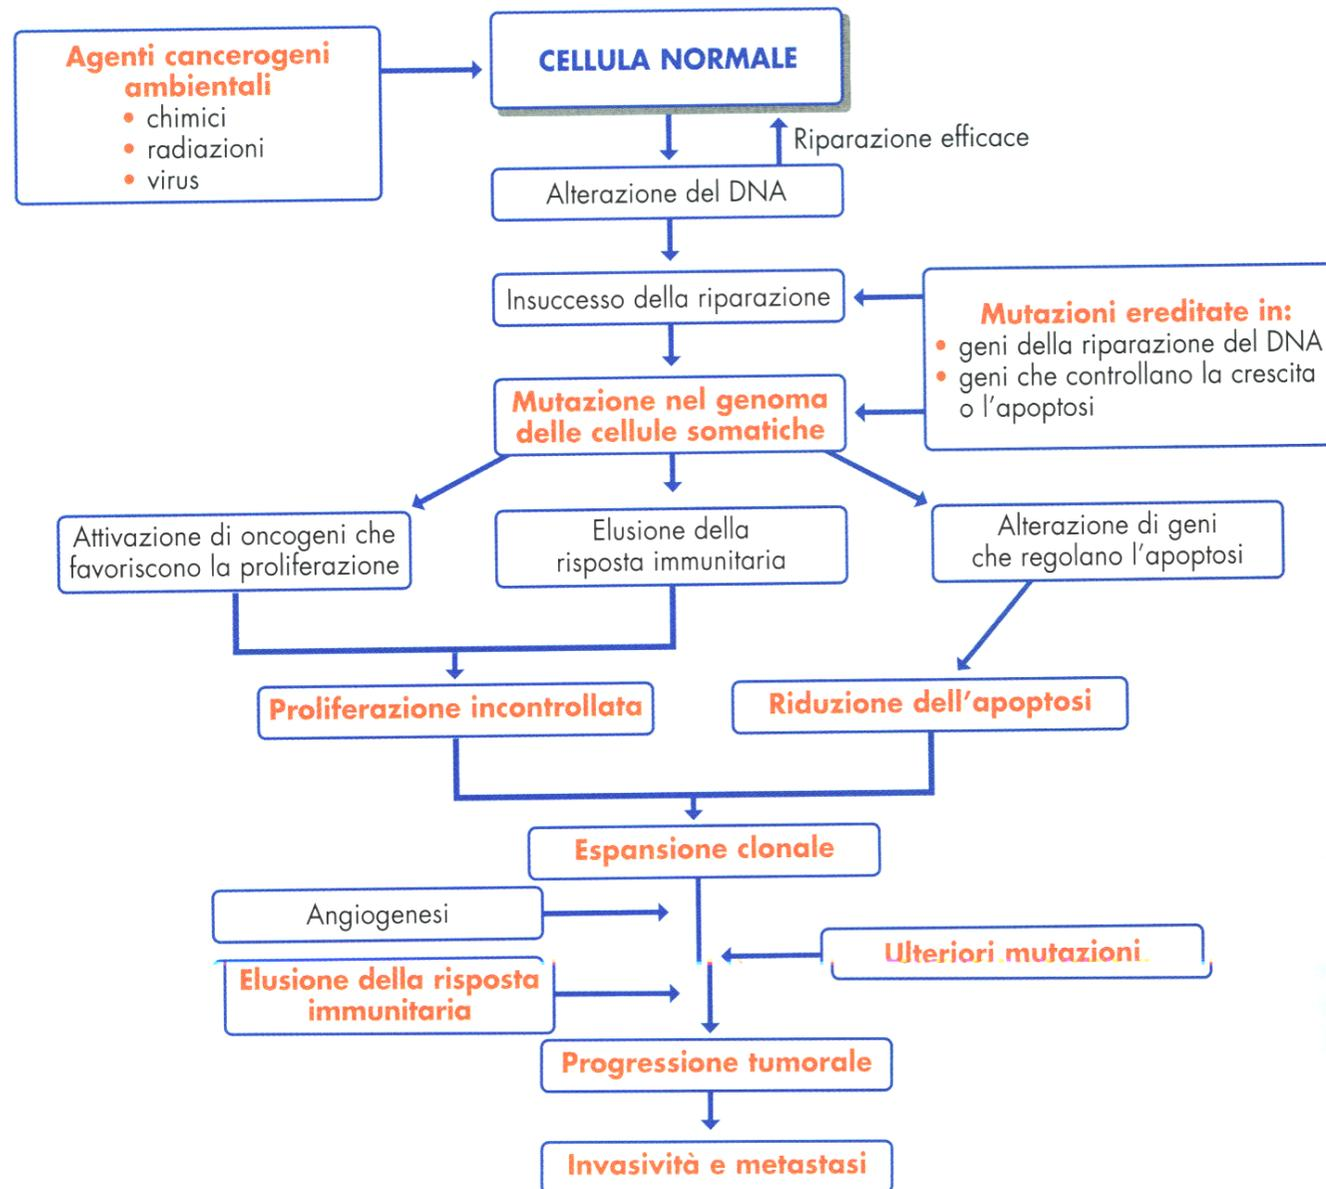 Agenti cancerogeni
ambientali
• chimici
• radiazioni
• virus
CELLULA NORMALE
Riparazione efficace
Alterazione del DNA
Insuccesso della riparazione
Mutazioni ereditate in:
• geni della riparazione del DNA
• geni che controllano la crescita
o l'apoptosi
Mutazione nel genoma
delle cellule somatiche
Attivazione di oncogeni che
favoriscono la proliferazione
Elusione della
risposta immunitaria
Alterazione di geni
che regolano l'apoptosi
Proliferazione incontrollata
Riduzione dell'apoptosi
Espansione clonale
Angiogenesi
Ulteriori mutazioni
Elusione della risposta
immunitaria
Progressione tumorale
Invasività e metastasi